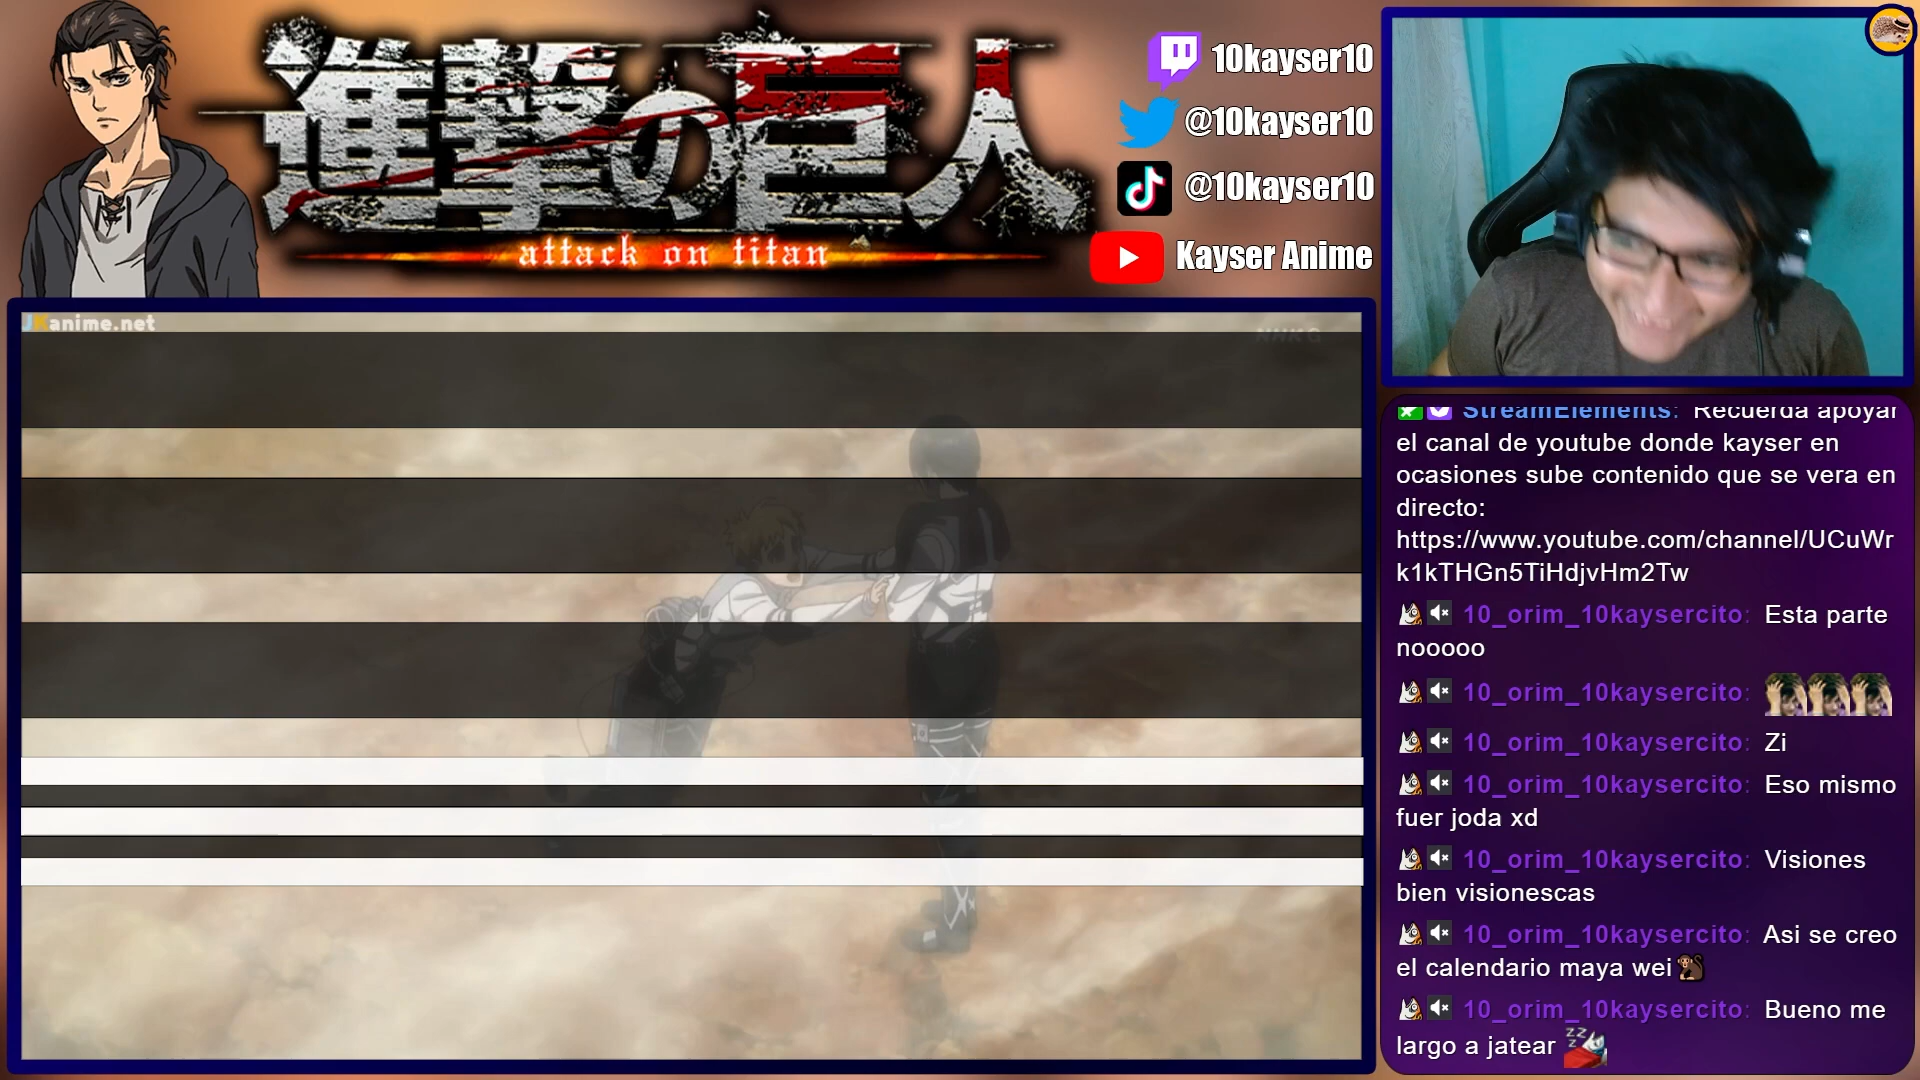 進撃の巨人
attack on titan
10kayser10
@10kayser10
@10kayser10
Kayser Anime
JKanime.net
NHK G
StreamElements: Recuerda apoyar
el canal de youtube donde kayser en
ocasiones sube contenido que se vera en
directo:
https://www.youtube.com/channel/UCuWr
k1kTHGn5TiHdjvHm2Tw
10_orim_10kaysercito: Esta parte
nooooo
10_orim_10kaysercito:
10_orim_10kaysercito: Zi
10_orim_10kaysercito: Eso mismo
fuer joda xd
10_orim_10kaysercito: Visiones
bien visionescas
10_orim_10kaysercito: Asi se creo
el calendario maya wei
10_orim_10kaysercito: Bueno me
largo a jatear